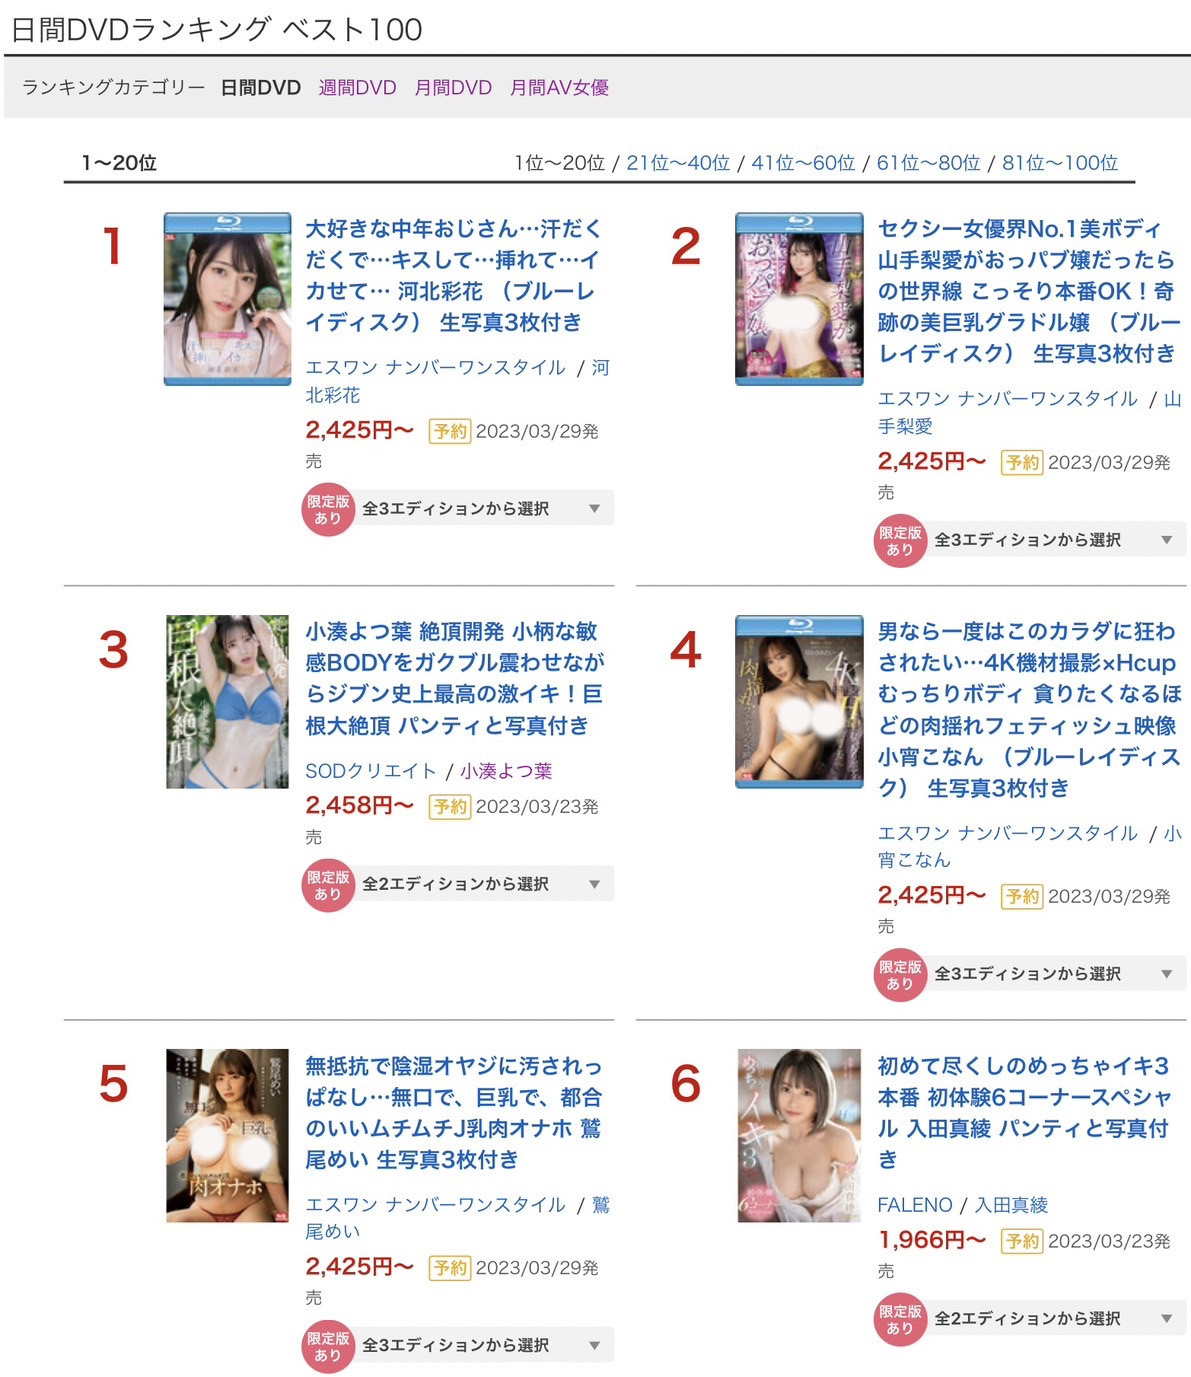 日間DVDランキング ベスト100
ランキングカテゴリー 日間DVD 週間DVD 月間DVD 月間AV女優
1〜20位
1位〜20位 / 21位〜40位 / 41位〜60位 / 61位〜80位 / 81位〜100位
1
大好きな中年おじさん…汗だく
だくで…キスして…挿れて…イ
カせて… 河北彩花 （ブルーレ
イディスク） 生写真3枚付き
エスワン ナンバーワンスタイル / 河
北彩花
2,425円〜 予約 2023/03/29発
売
限定版
あり
全3エディションから選択 ▼
2
おっパブ嬢
セクシー女優界No.1美ボディ
山手梨愛がおっパブ嬢だったら
の世界線 こっそり本番OK！奇
跡の美巨乳グラドル嬢 （ブルー
レイディスク） 生写真3枚付き
エスワン ナンバーワンスタイル / 山
手梨愛
2,425円〜 予約 2023/03/29発
売
限定版
あり
全3エディションから選択 ▼
3
巨根大絶頂
小湊よつ葉 絶頂開発 小柄な敏
感BODYをガクブル震わせなが
らジブン史上最高の激イキ！巨
根大絶頂 パンティと写真付き
SODクリエイト / 小湊よつ葉
2,458円〜 予約 2023/03/23発
売
限定版
あり
全2エディションから選択 ▼
4
4K
H
男なら一度はこのカラダに狂わ
されたい…4K機材撮影×Hcup
むっちりボディ 貪りたくなるほ
どの肉揺れフェティッシュ映像
小宵こなん （ブルーレイディス
ク） 生写真3枚付き
エスワン ナンバーワンスタイル / 小
宵こなん
2,425円〜 予約 2023/03/29発
売
限定版
あり
全3エディションから選択 ▼
5
鷲尾めい
無口
巨乳
肉オナホ
無抵抗で陰湿オヤジに汚されっ
ぱなし…無口で、巨乳で、都合
のいいムチムチJ乳肉オナホ 鷲
尾めい 生写真3枚付き
エスワン ナンバーワンスタイル / 鷲
尾めい
2,425円〜 予約 2023/03/29発
売
限定版
あり
全3エディションから選択 ▼
6
めっちゃイキ3
初めて尽くしのめっちゃイキ3
本番 初体験6コーナースペシャ
ル 入田真綾 パンティと写真付
き
FALENO / 入田真綾
1,966円〜 予約 2023/03/23発
売
限定版
あり
全2エディションから選択 ▼